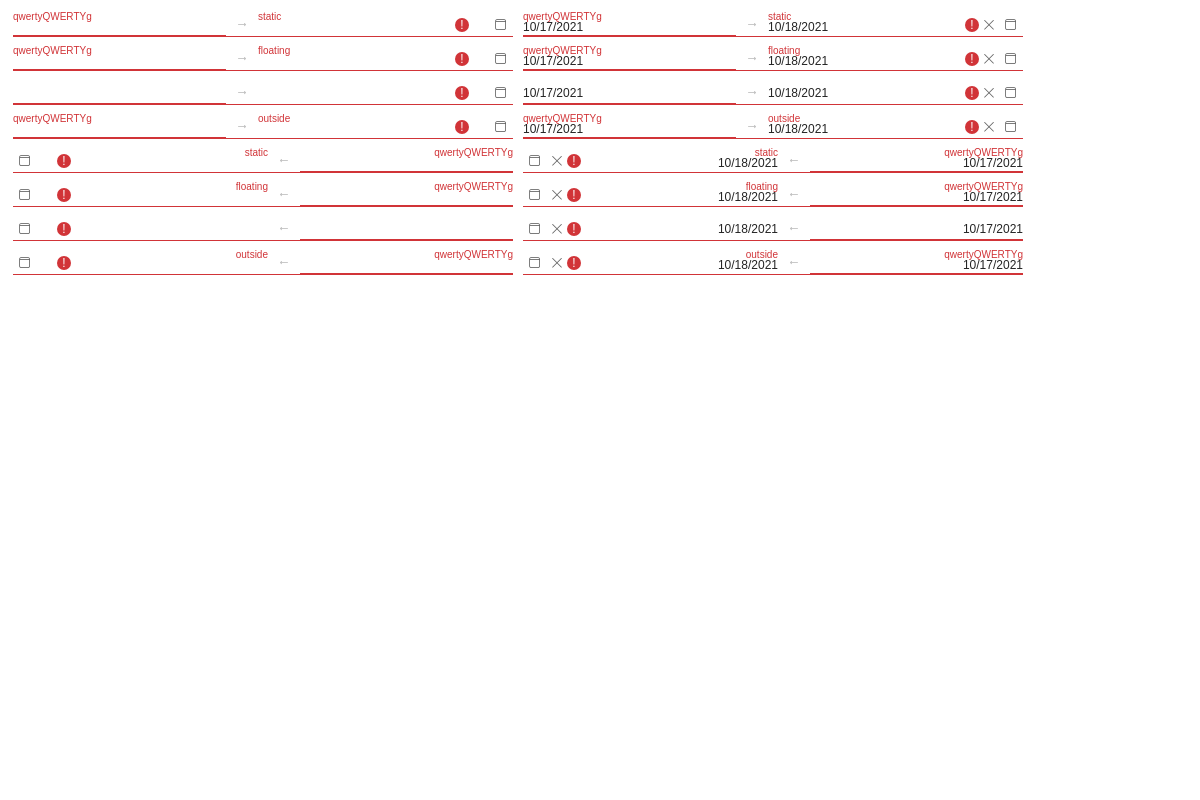 qwertyQWERTYg → static ! qwertyQWERTYg → static !
10/17/2021 10/18/2021
qwertyQWERTYg → floating ! qwertyQWERTYg → floating !
10/17/2021 10/18/2021
→ ! 10/17/2021 → 10/18/2021 !
qwertyQWERTYg → outside ! qwertyQWERTYg → outside !
10/17/2021 10/18/2021
! static ← qwertyQWERTYg ! static ← qwertyQWERTYg
10/18/2021 10/17/2021
! floating ← qwertyQWERTYg ! floating ← qwertyQWERTYg
10/18/2021 10/17/2021
! ← ! 10/18/2021 ← 10/17/2021
! outside ← qwertyQWERTYg ! outside ← qwertyQWERTYg
10/18/2021 10/17/2021